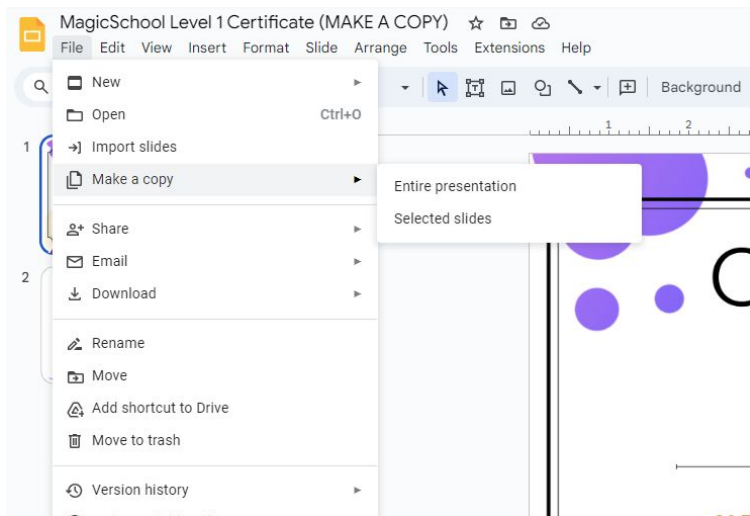 MagicSchool Level 1 Certificate (MAKE A COPY)
File Edit View Insert Format Slide Arrange Tools Extensions Help
New
Background
Open Ctrl+O
1 2
1
Import slides
Make a copy
Entire presentation
Selected slides
Share
Email
2
Download
Rename
Move
Add shortcut to Drive
Move to trash
Version history